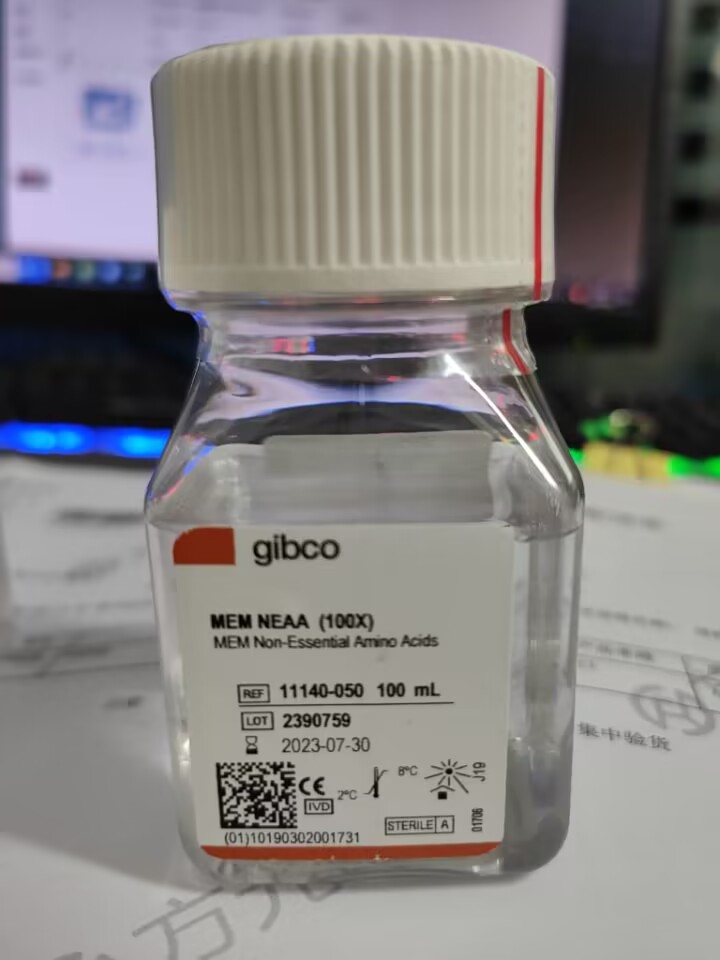 gibco
MEM NEAA (100X)
MEM Non-Essential Amino Acids
REF 11140-050 100 mL
LOT 2390759
2023-07-30
CE
IVD
2°C
8°C
J19
STERILE A
01706
(01)10190302001731
集中验货
方